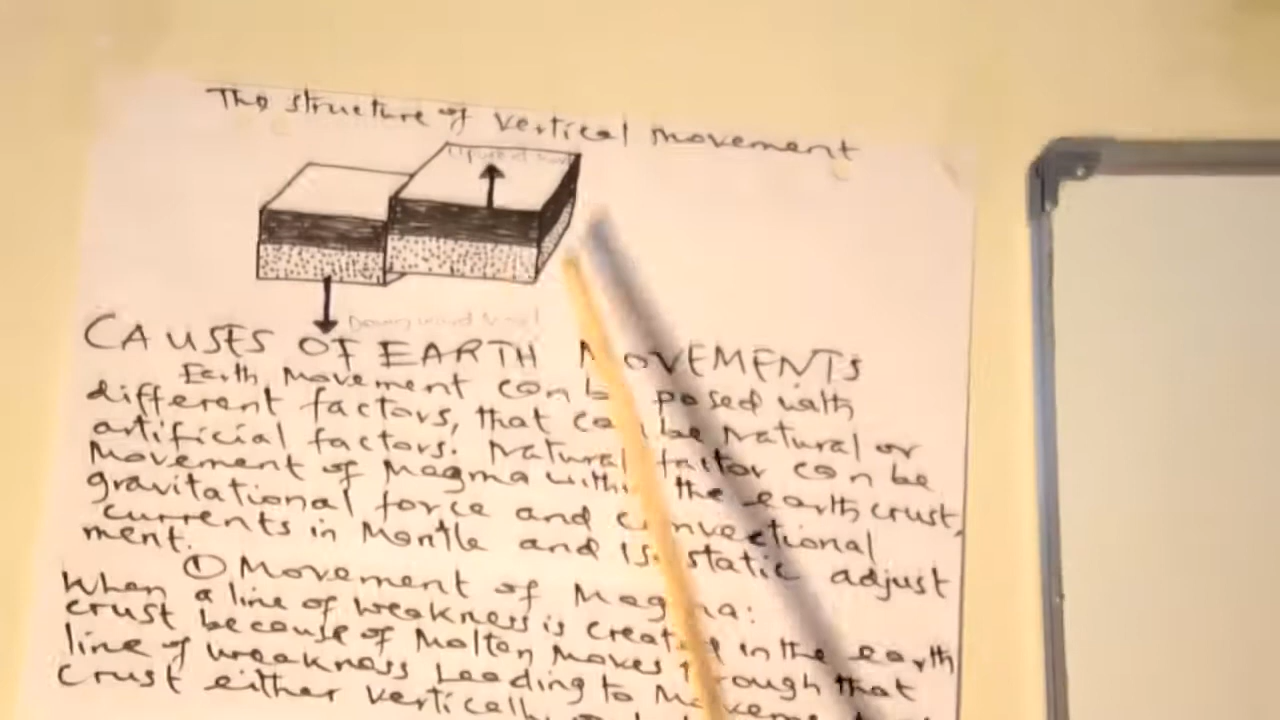 The structure of vertical movement
CAUSES OF EARTH MOVEMENTS
Earth Movement can be posed with
different factors, that can be Natural or
artificial factors. Natural factor can be
Movement of Magma within the earth crust,
gravitational force and convectional
currents in Mantle and Isostatic adjust
ment.
① Movement of Magma:
When a line of weakness is created in the earth
crust because of Molten Moves through that
line of weakness Leading to
crust either vertically